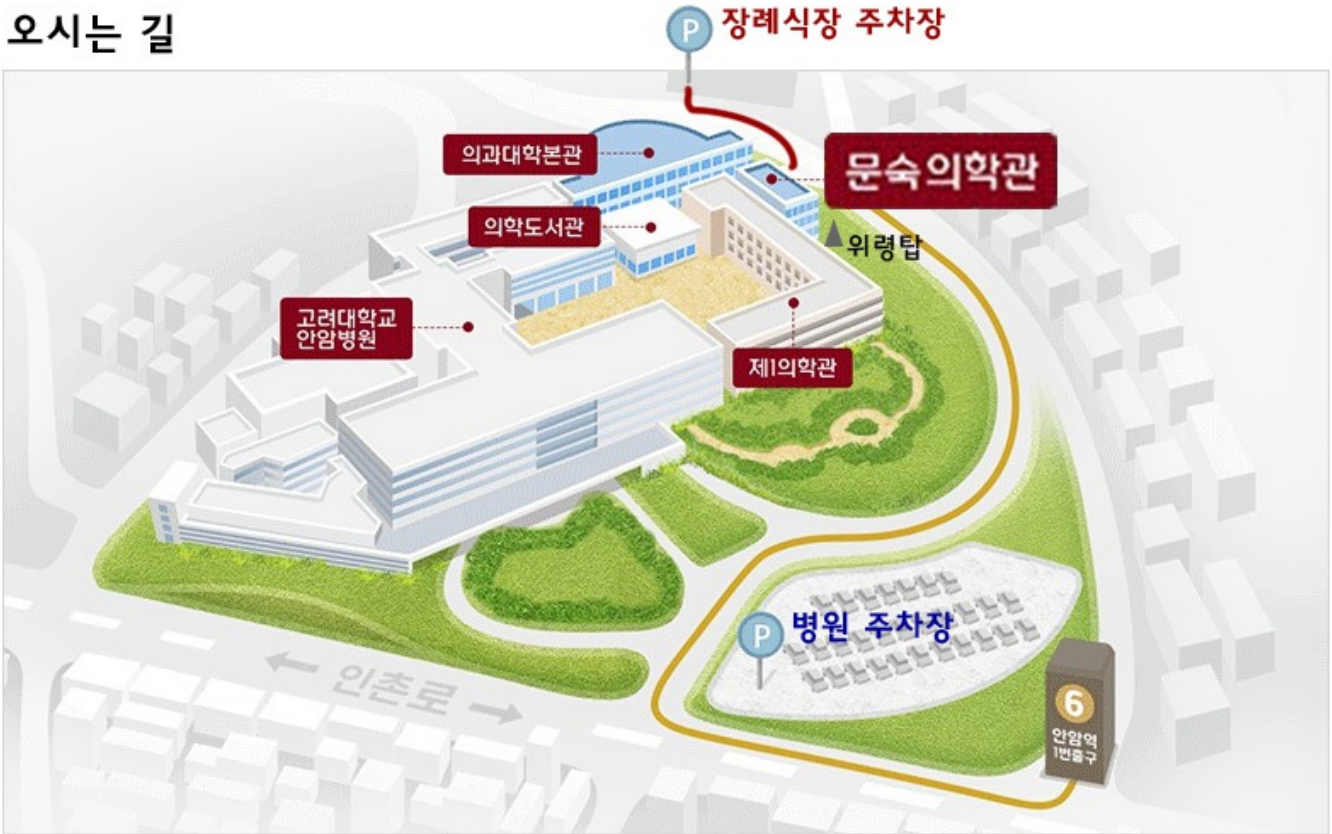 오시는 길
P 장례식장 주차장
의과대학본관
문숙의학관
의학도서관
위령탑
고려대학교
안암병원
제1의학관
P 병원 주차장
← 인촌로 →
6
안암역
1번출구